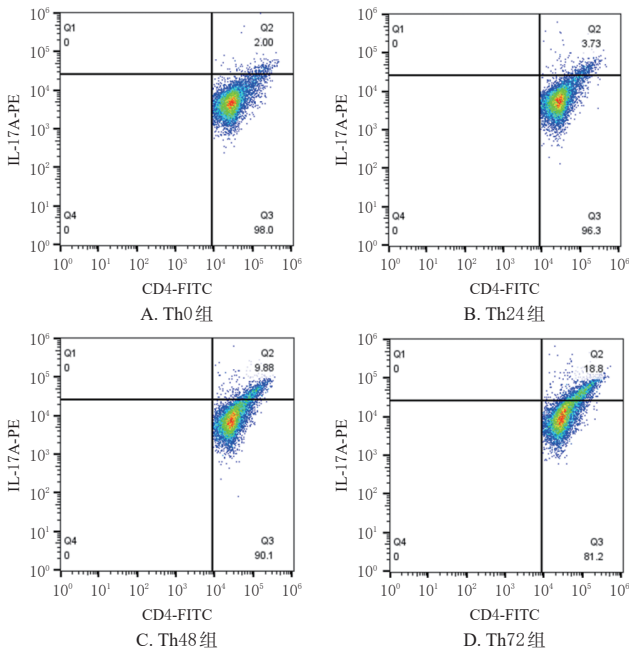 Q1
0
Q2
2.00
Q4
0
Q3
98.0
10⁶
10⁵
10⁴
10³
10²
10¹
10⁰
IL-17A-PE
10⁰ 10¹ 10² 10³ 10⁴ 10⁵ 10⁶
CD4-FITC
A. Th0组
Q1
0
Q2
3.73
Q4
0
Q3
96.3
10⁶
10⁵
10⁴
10³
10²
10¹
10⁰
IL-17A-PE
10⁰ 10¹ 10² 10³ 10⁴ 10⁵ 10⁶
CD4-FITC
B. Th24组
Q1
0
Q2
9.88
Q4
0
Q3
90.1
10⁶
10⁵
10⁴
10³
10²
10¹
10⁰
IL-17A-PE
10⁰ 10¹ 10² 10³ 10⁴ 10⁵ 10⁶
CD4-FITC
C. Th48组
Q1
0
Q2
18.8
Q4
0
Q3
81.2
10⁶
10⁵
10⁴
10³
10²
10¹
10⁰
IL-17A-PE
10⁰ 10¹ 10² 10³ 10⁴ 10⁵ 10⁶
CD4-FITC
D. Th72组